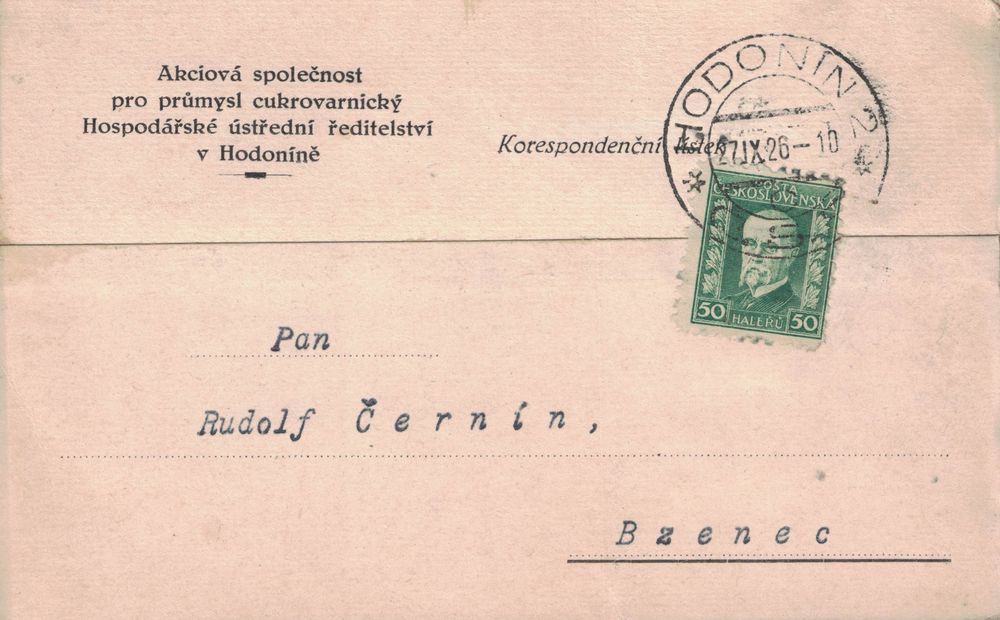 Akciová společnost
pro průmysl cukrovarnický
Hospodářské ústřední ředitelství
v Hodoníně
Korespondenční lístek
HODONÍN 2
27.IX.26-10
POSTA
ČESKOSLOVENSKÁ
50 HALÉŘŮ 50
Pan
Rudolf Černín,
Bzenec